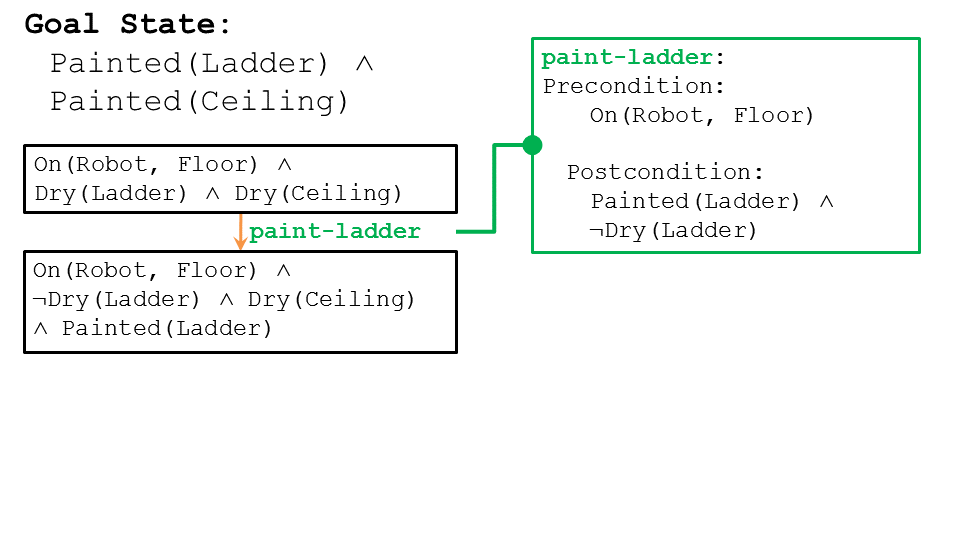 Goal State:
Painted(Ladder) ∧
Painted(Ceiling)
On(Robot, Floor) ∧
Dry(Ladder) ∧ Dry(Ceiling)
paint-ladder
On(Robot, Floor) ∧
¬Dry(Ladder) ∧ Dry(Ceiling)
∧ Painted(Ladder)
paint-ladder:
Precondition:
On(Robot, Floor)
Postcondition:
Painted(Ladder) ∧
¬Dry(Ladder)